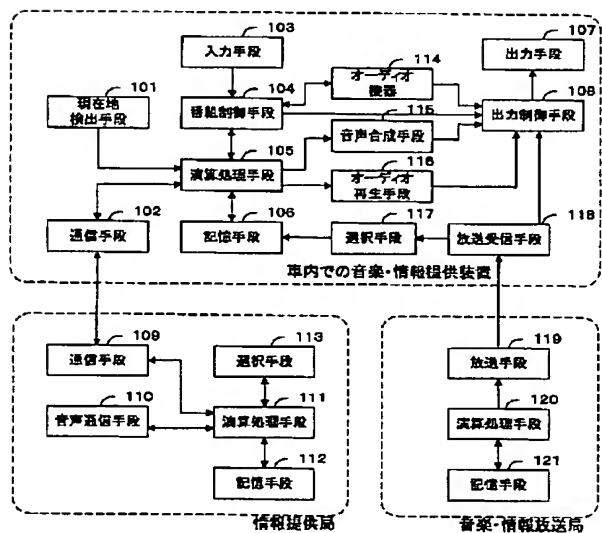 103
入力手段
107
出力手段
101
現在地
検出手段
104
番組制御手段
114
オーディオ
機器
108
出力制御手段
115
音声合成手段
105
演算処理手段
116
オーディオ
再生手段
102
通信手段
106
記憶手段
117
選択手段
118
放送受信手段
車内での音楽・情報提供装置
109
通信手段
113
選択手段
110
音声通信手段
111
演算処理手段
112
記憶手段
情報提供局
119
放送手段
120
演算処理手段
121
記憶手段
音楽・情報放送局